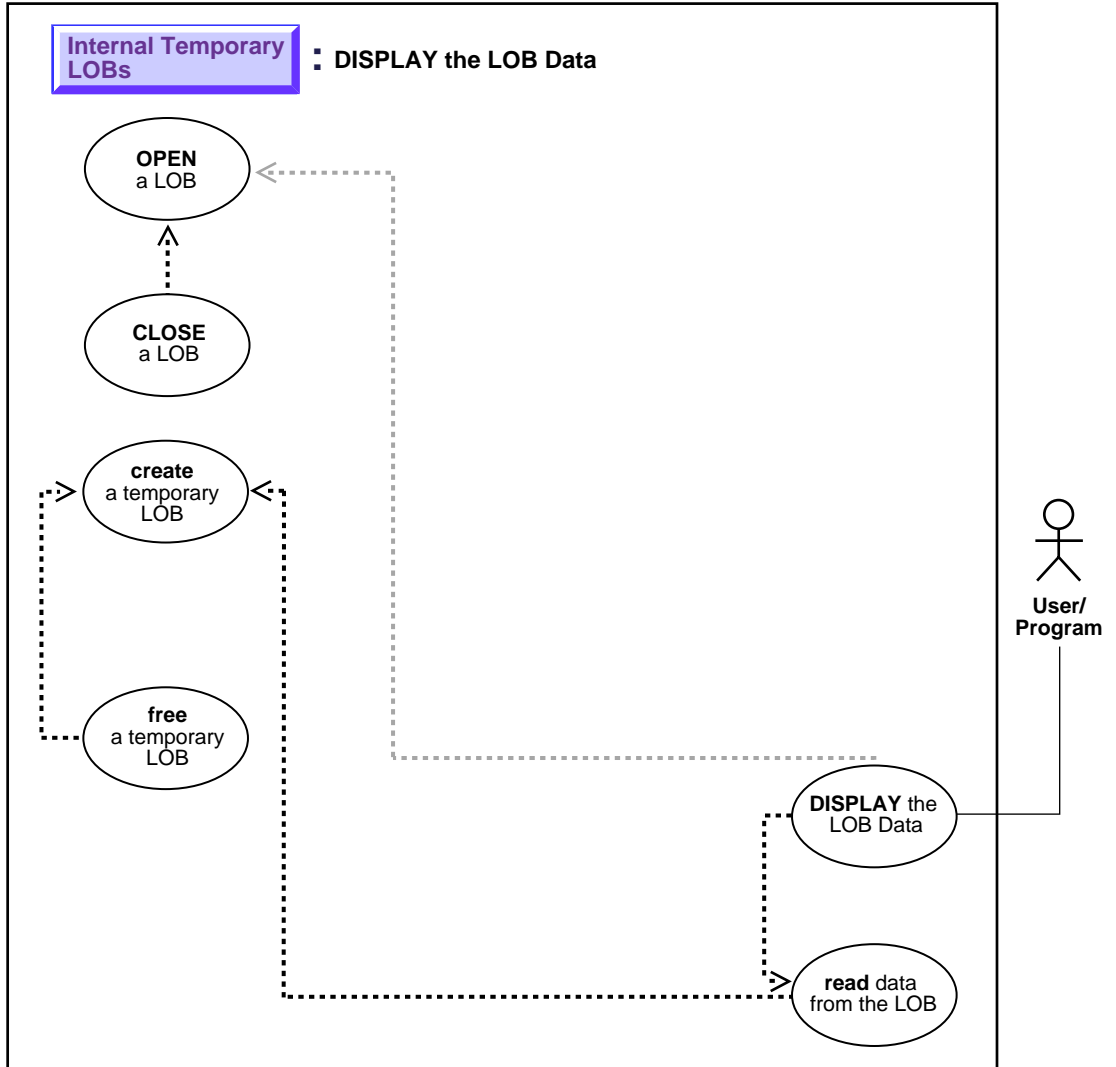 Internal Temporary
LOBs
: DISPLAY the LOB Data
OPEN
a LOB
CLOSE
a LOB
create
a temporary
LOB
User/
Program
free
a temporary
LOB
DISPLAY the
LOB Data
read data
from the LOB